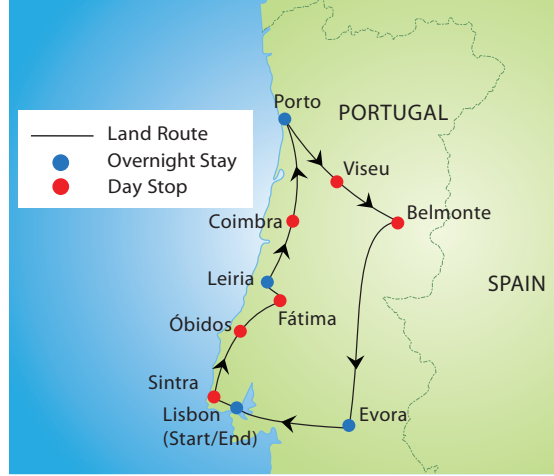 Porto
PORTUGAL
Land Route
Overnight Stay
Day Stop
Viseu
Belmonte
Coimbra
Leiria
SPAIN
Fátima
Óbidos
Sintra
Lisbon
(Start/End)
Evora